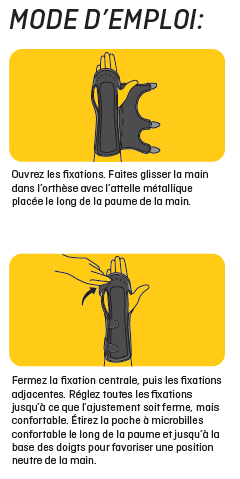 MODE D'EMPLOI:
Ouvrez les fixations. Faites glisser la main
dans l'orthèse avec l'attelle métallique
placée le long de la paume de la main.
Fermez la fixation centrale, puis les fixations
adjacentes. Réglez toutes les fixations
jusqu'à ce que l'ajustement soit ferme, mais
confortable. Étirez la poche à microbilles
confortable le long de la paume et jusqu'à la
base des doigts pour favoriser une position
neutre de la main.